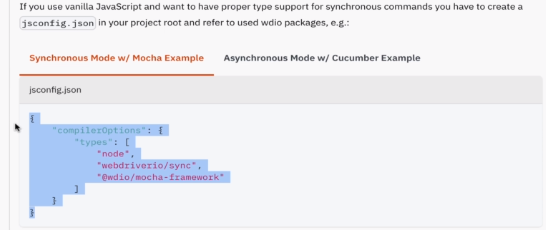 If you use vanilla JavaScript and want to have proper type support for synchronous commands you have to create a
jsconfig.json in your project root and refer to used wdio packages, e.g.:
Synchronous Mode w/ Mocha Example Asynchronous Mode w/ Cucumber Example
jsconfig.json
{
"compilerOptions": {
"types": [
"node",
"webdriverio/sync",
"@wdio/mocha-framework"
]
}
}